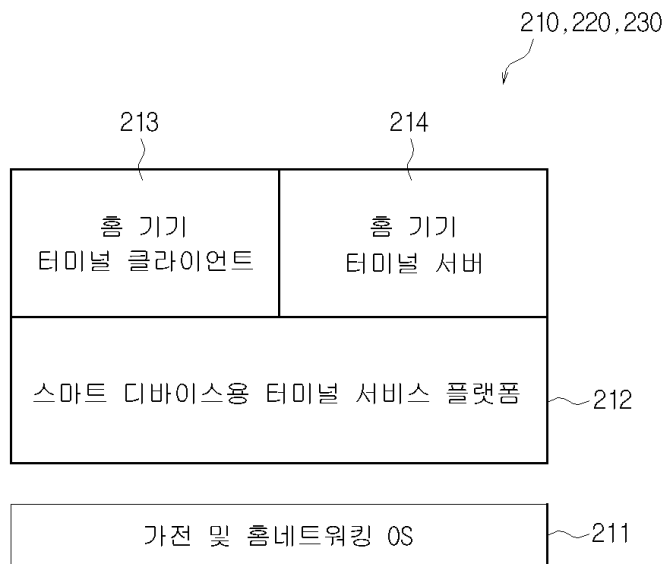 210,220,230
213
214
홈 기기
터미널 클라이언트
홈 기기
터미널 서버
스마트 디바이스용 터미널 서비스 플랫폼
212
가전 및 홈네트워킹 OS
211